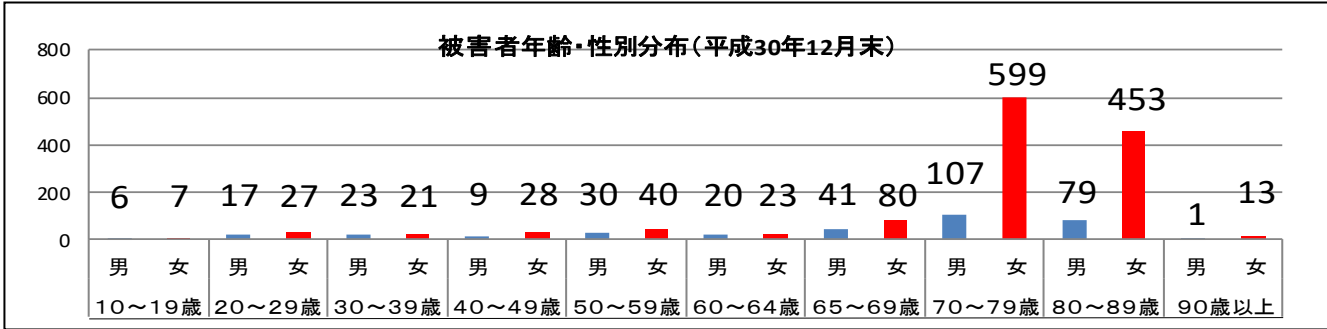 被害者年齢・性別分布(平成30年12月末)
800
600
400
200
0
6 7 17 27 23 21 9 28 30 40 20 23 41 80 107 599 79 453 1 13
男 女 男 女 男 女 男 女 男 女 男 女 男 女 男 女 男 女 男 女
10～19歳 20～29歳 30～39歳 40～49歳 50～59歳 60～64歳 65～69歳 70～79歳 80～89歳 90歳以上